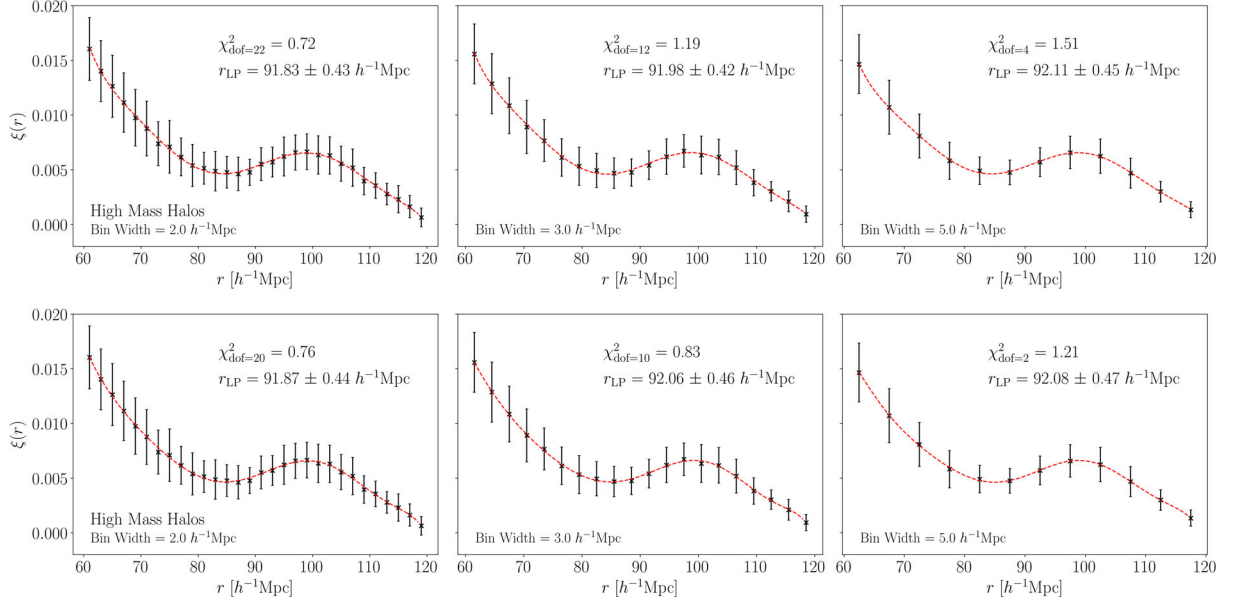 0.020
0.015
0.010
0.005
0.000
ξ(r)
χ²dof=22 = 0.72
rLP = 91.83 ± 0.43 h⁻¹Mpc
High Mass Halos
Bin Width = 2.0 h⁻¹Mpc
60 70 80 90 100 110 120
r [h⁻¹Mpc]
χ²dof=12 = 1.19
rLP = 91.98 ± 0.42 h⁻¹Mpc
Bin Width = 3.0 h⁻¹Mpc
60 70 80 90 100 110 120
r [h⁻¹Mpc]
χ²dof=4 = 1.51
rLP = 92.11 ± 0.45 h⁻¹Mpc
Bin Width = 5.0 h⁻¹Mpc
60 70 80 90 100 110 120
r [h⁻¹Mpc]
0.020
0.015
0.010
0.005
0.000
ξ(r)
χ²dof=20 = 0.76
rLP = 91.87 ± 0.44 h⁻¹Mpc
High Mass Halos
Bin Width = 2.0 h⁻¹Mpc
60 70 80 90 100 110 120
r [h⁻¹Mpc]
χ²dof=10 = 0.83
rLP = 92.06 ± 0.46 h⁻¹Mpc
Bin Width = 3.0 h⁻¹Mpc
60 70 80 90 100 110 120
r [h⁻¹Mpc]
χ²dof=2 = 1.21
rLP = 92.08 ± 0.47 h⁻¹Mpc
Bin Width = 5.0 h⁻¹Mpc
60 70 80 90 100 110 120
r [h⁻¹Mpc]